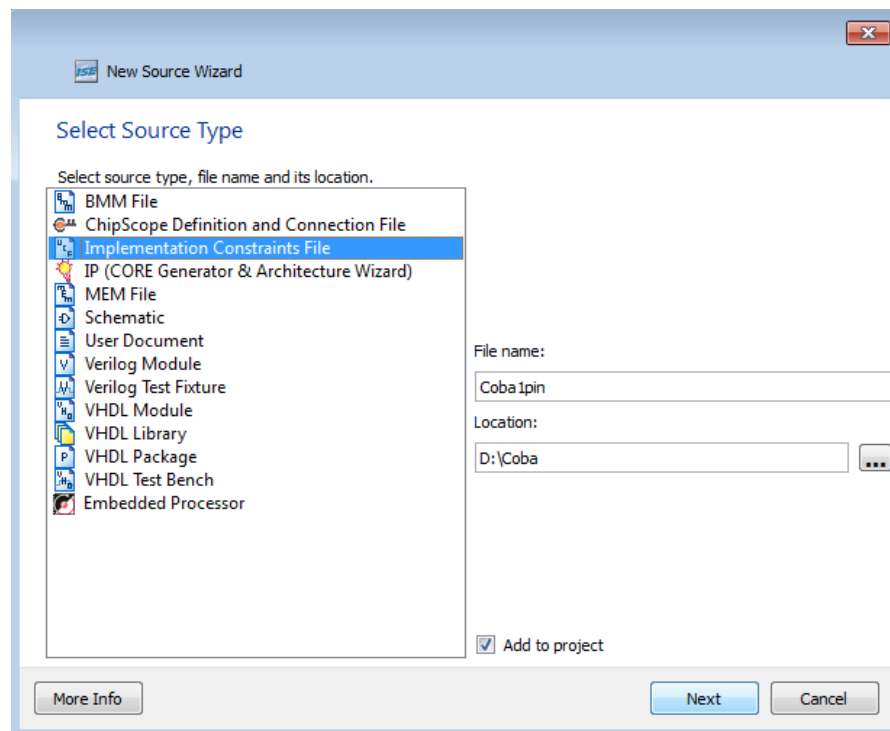 ISE New Source Wizard
Select Source Type
Select source type, file name and its location.
BMM File
ChipScope Definition and Connection File
Implementation Constraints File
IP (CORE Generator & Architecture Wizard)
MEM File
Schematic
User Document
Verilog Module
Verilog Test Fixture
VHDL Module
VHDL Library
VHDL Package
VHDL Test Bench
Embedded Processor
File name:
Coba1pin
Location:
D:\Coba
...
Add to project
More Info
Next
Cancel